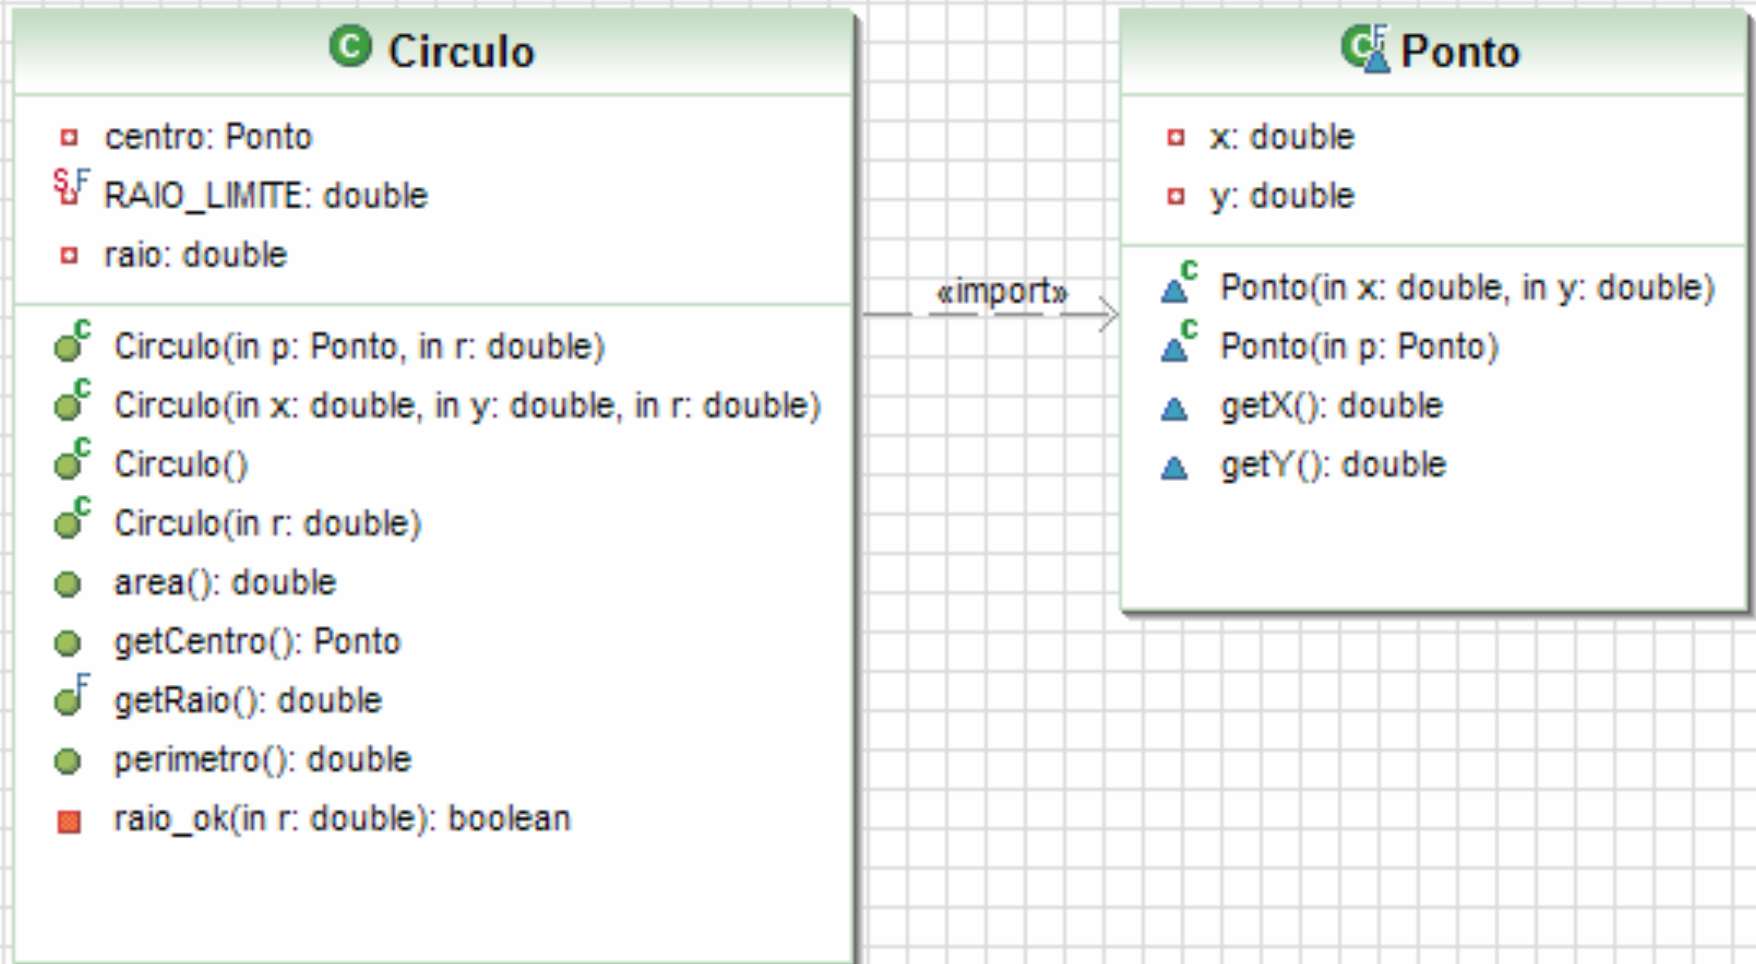 C Circulo
centro: Ponto
S F RAIO_LIMITE: double
raio: double
C Circulo(in p: Ponto, in r: double)
C Circulo(in x: double, in y: double, in r: double)
C Circulo()
C Circulo(in r: double)
area(): double
getCentro(): Ponto
F getRaio(): double
perimetro(): double
raio_ok(in r: double): boolean
«import»
C F Ponto
x: double
y: double
C Ponto(in x: double, in y: double)
C Ponto(in p: Ponto)
getX(): double
getY(): double